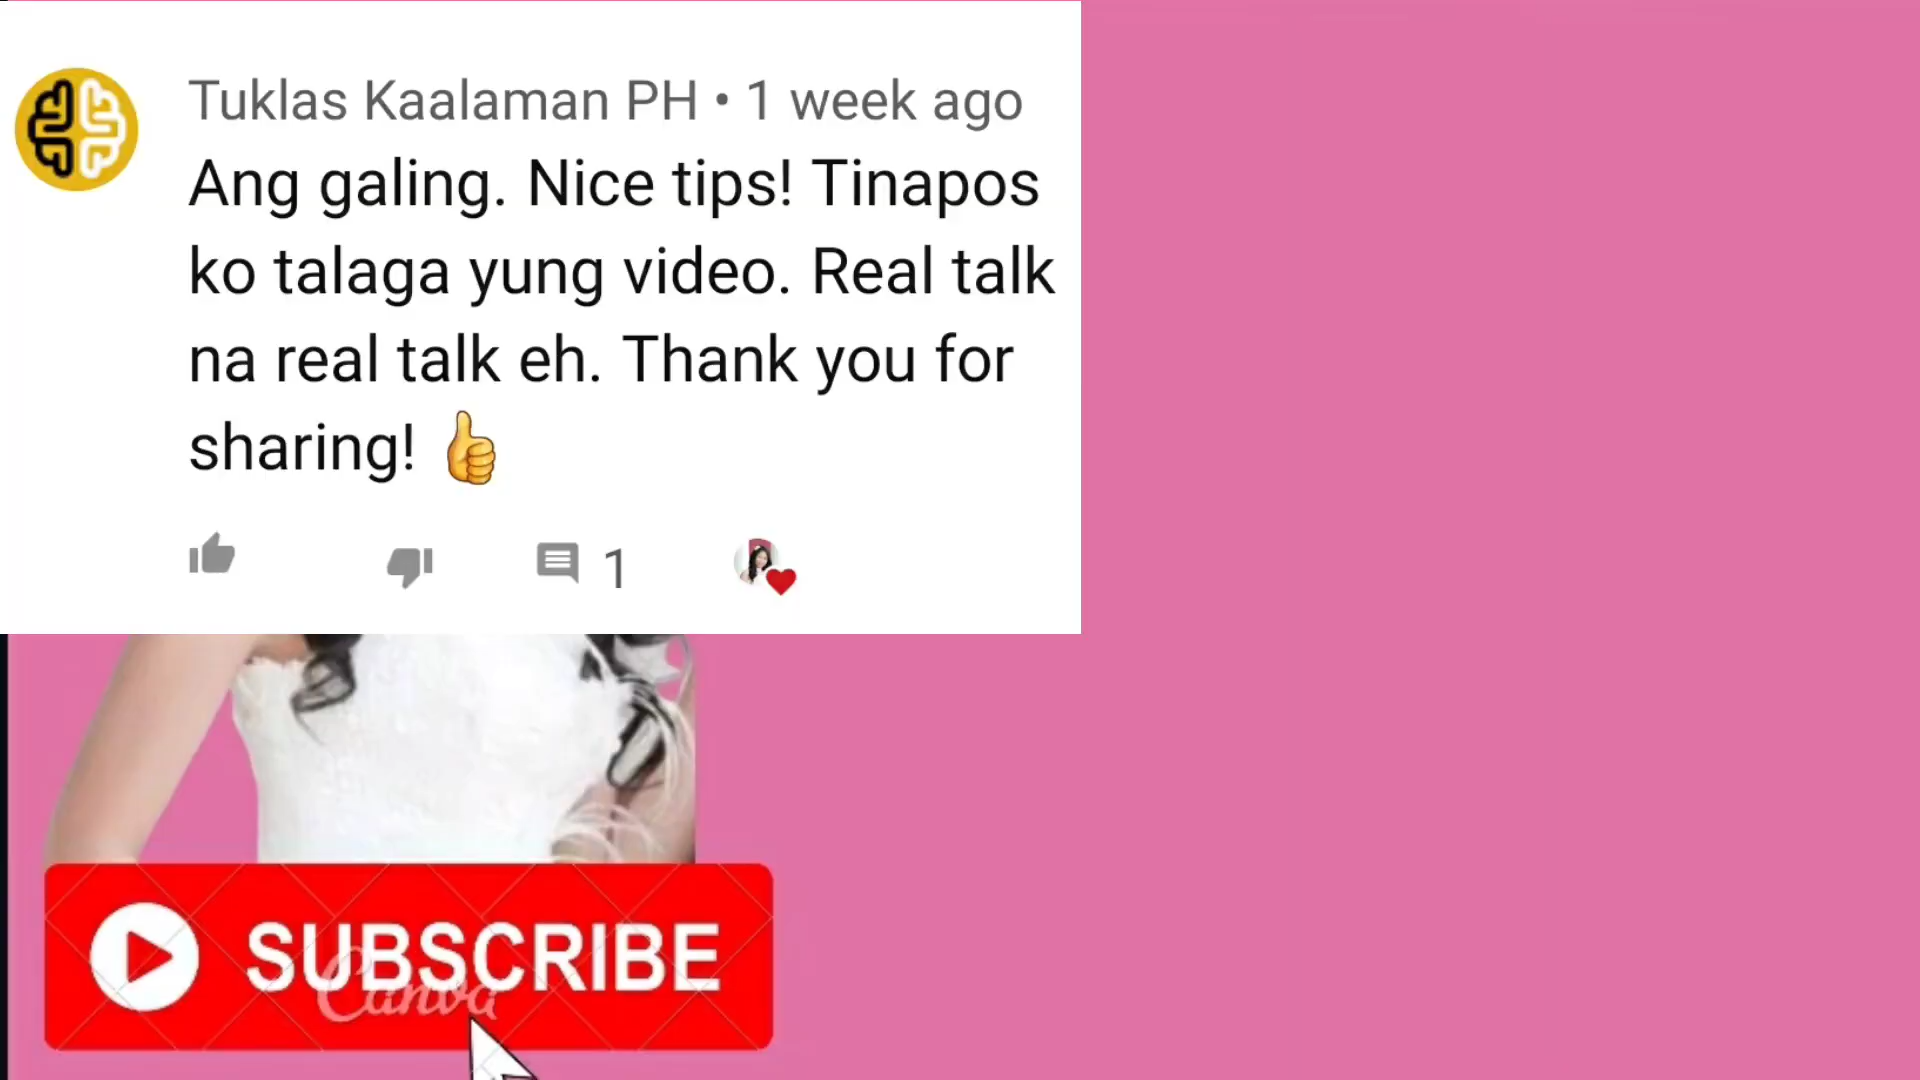 Tuklas Kaalaman PH • 1 week ago
Ang galing. Nice tips! Tinapos
ko talaga yung video. Real talk
na real talk eh. Thank you for
sharing! 👍
1
SUBSCRIBE
Canva